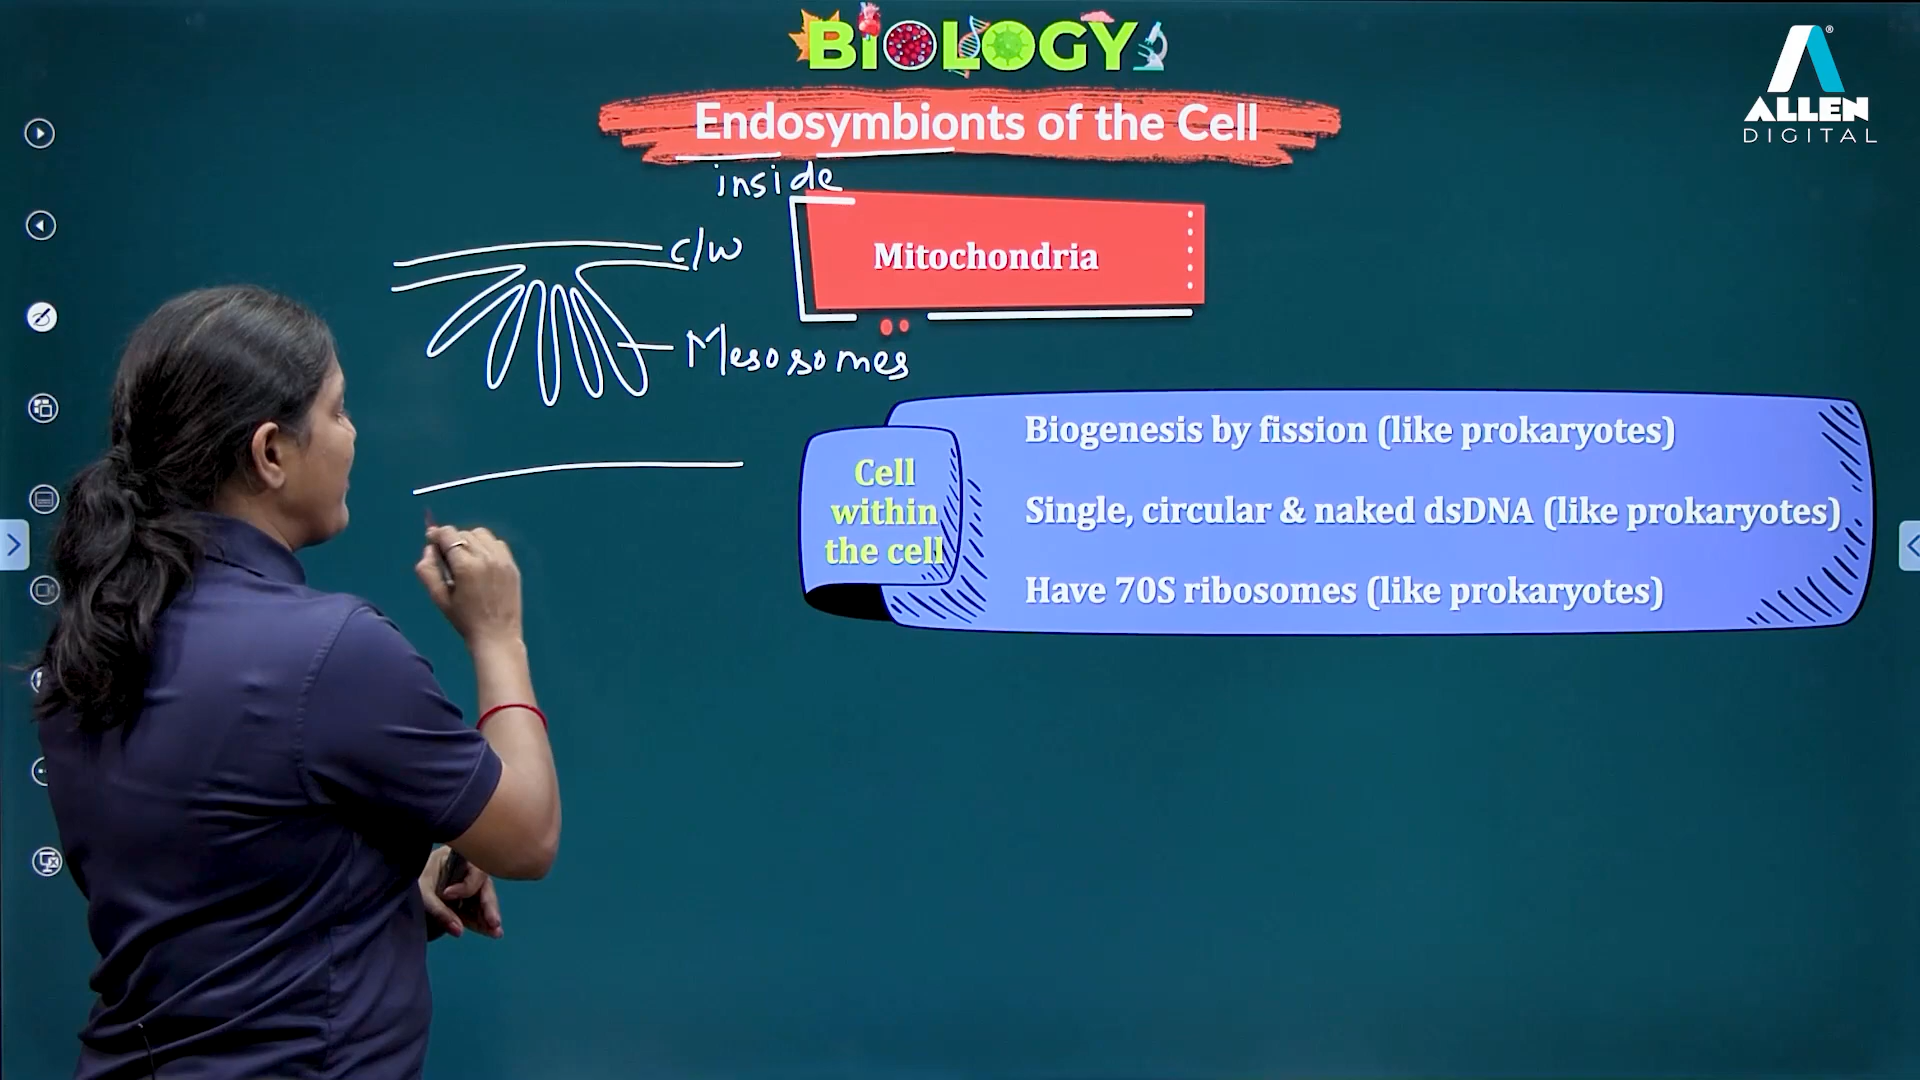 BIOLOGY
ALLEN
DIGITAL
Endosymbionts of the Cell
inside
c/w
Mitochondria
Mesosomes
Cell
within
the cell
Biogenesis by fission (like prokaryotes)
Single, circular & naked dsDNA (like prokaryotes)
Have 70S ribosomes (like prokaryotes)